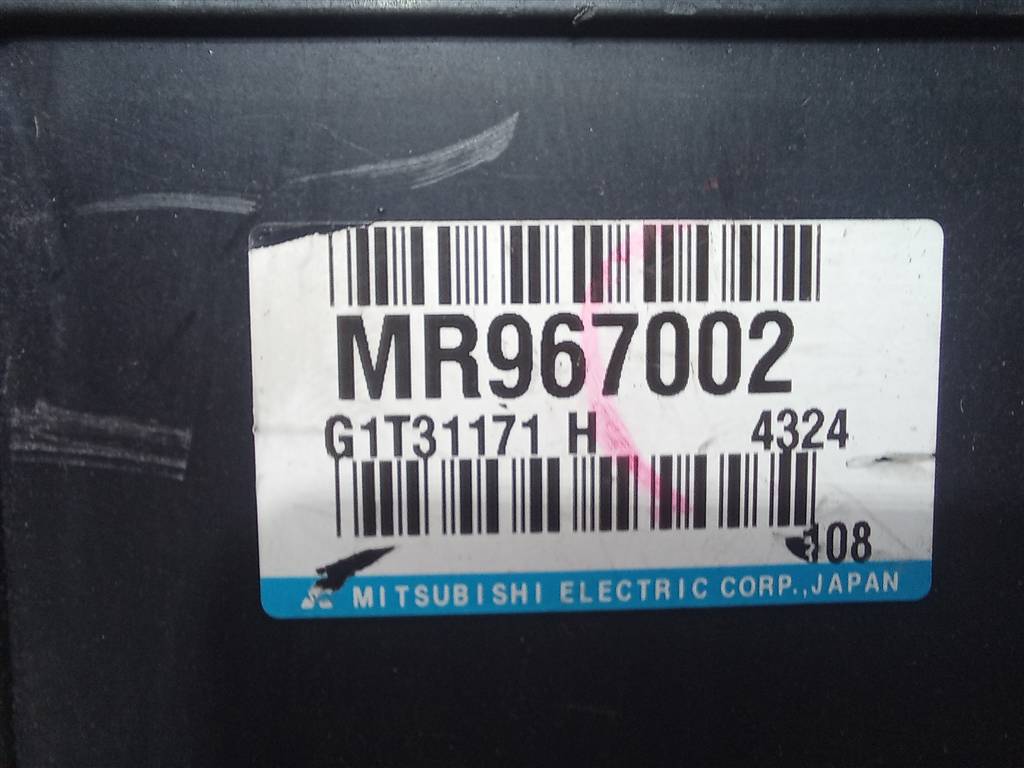 MR967002
G1T31171 H 4324
108
MITSUBISHI ELECTRIC CORP.,JAPAN